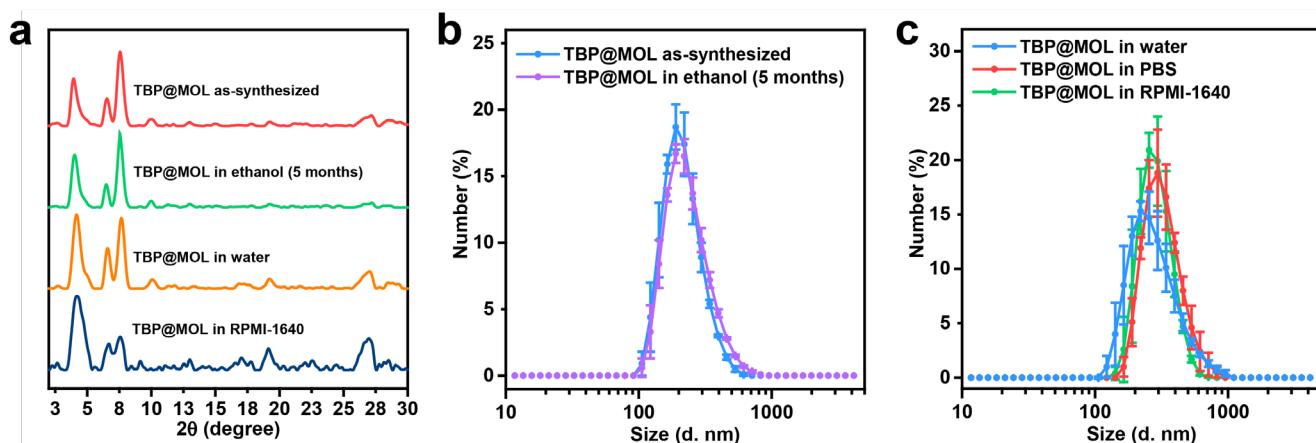 a
TBP@MOL as-synthesized
TBP@MOL in ethanol (5 months)
TBP@MOL in water
TBP@MOL in RPMI-1640
3 5 8 10 13 15 18 20 23 25 28 30
2θ (degree)
b
TBP@MOL as-synthesized
TBP@MOL in ethanol (5 months)
Number (%)
25
20
15
10
5
0
10 100 1000
Size (d. nm)
c
TBP@MOL in water
TBP@MOL in PBS
TBP@MOL in RPMI-1640
Number (%)
30
25
20
15
10
5
0
10 100 1000
Size (d. nm)